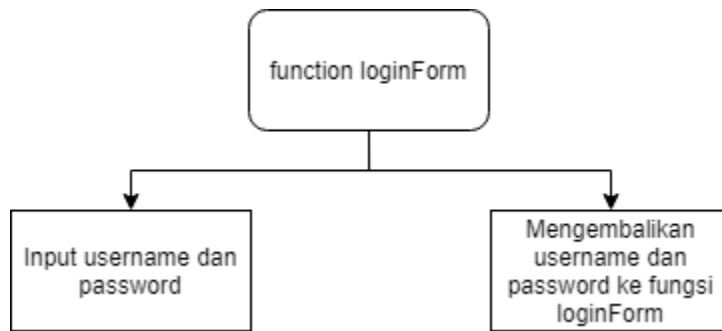 function loginForm
Input username dan
password
Mengembalikan
username dan
password ke fungsi
loginForm